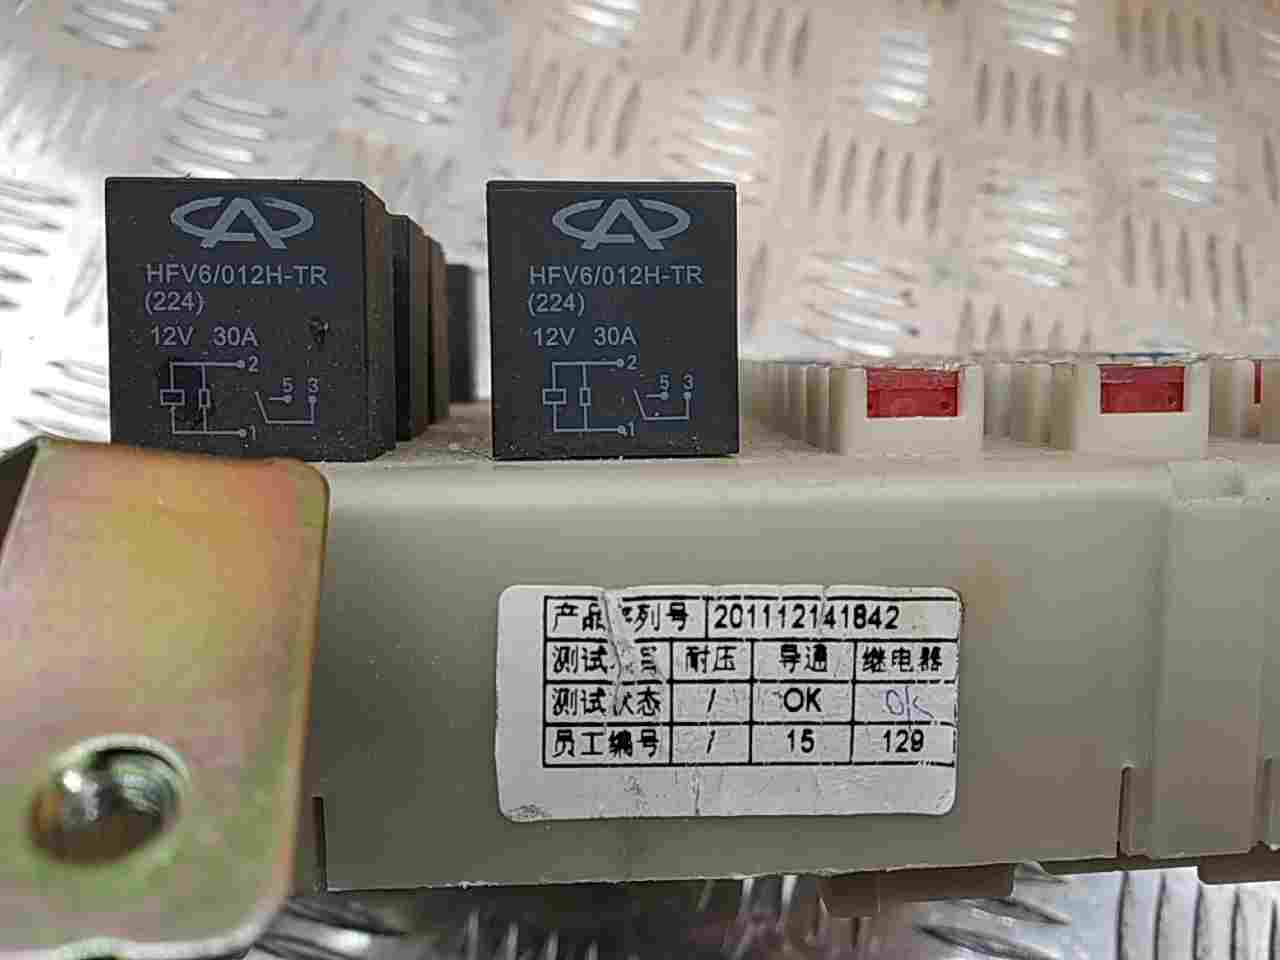 HFV6/012H-TR
(224)
12V 30A
2
5 3
1
HFV6/012H-TR
(224)
12V 30A
2
5 3
1
产品序列号 201112141842
测试项目 耐压 导通 继电器
测试状态 / OK OK
员工编号 / 15 129